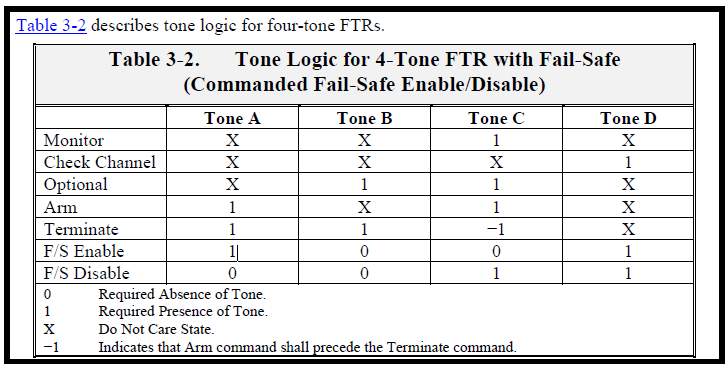 Table 3-2 describes tone logic for four-tone FTRs.
Table 3-2. Tone Logic for 4-Tone FTR with Fail-Safe
(Commanded Fail-Safe Enable/Disable)
Tone A Tone B Tone C Tone D
Monitor X X 1 X
Check Channel X X X 1
Optional X 1 1 X
Arm 1 X 1 X
Terminate 1 1 −1 X
F/S Enable 1 0 0 1
F/S Disable 0 0 1 1
0 Required Absence of Tone.
1 Required Presence of Tone.
X Do Not Care State.
−1 Indicates that Arm command shall precede the Terminate command.